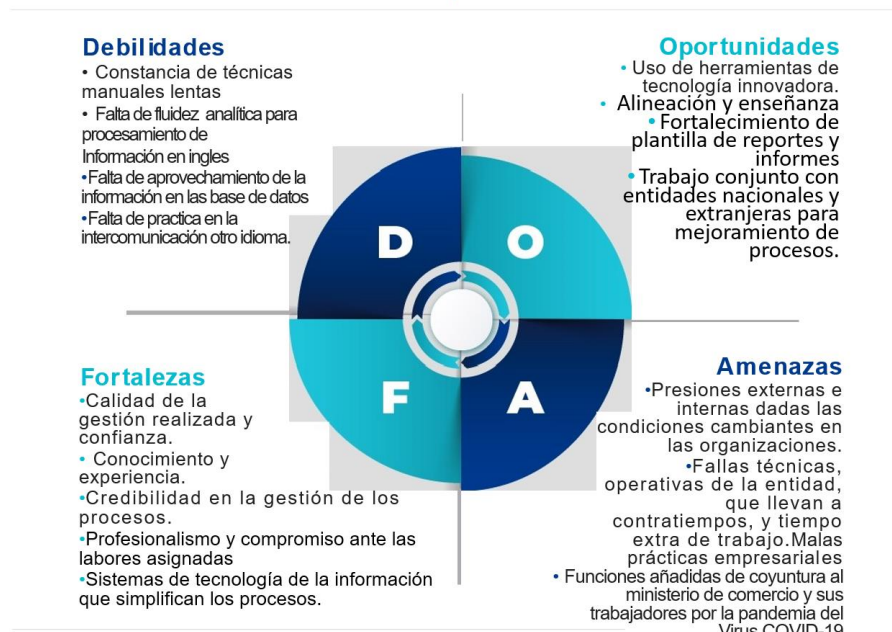 Debilidades
• Constancia de técnicas
manuales lentas
• Falta de fluidez analítica para
procesamiento de
Información en ingles
•Falta de aprovechamiento de la
información en las base de datos
•Falta de practica en la
intercomunicación otro idioma.
Oportunidades
• Uso de herramientas de
tecnología innovadora.
• Alineación y enseñanza
• Fortalecimiento de
plantilla de reportes y
informes
• Trabajo conjunto con
entidades nacionales y
extranjeras para
mejoramiento de
procesos.
D
O
F
A
Fortalezas
•Calidad de la
gestión realizada y
confianza.
• Conocimiento y
experiencia.
•Credibilidad en la gestión de los
procesos.
•Profesionalismo y compromiso ante las
labores asignadas
•Sistemas de tecnología de la información
que simplifican los procesos.
Amenazas
•Presiones externas e
internas dadas las
condiciones cambiantes en
las organizaciones.
•Fallas técnicas,
operativas de la entidad,
que llevan a
contratiempos, y tiempo
extra de trabajo.Malas
prácticas empresariales
• Funciones añadidas de coyuntura al
ministerio de comercio y sus
trabajadores por la pandemia del
Virus COVID-19